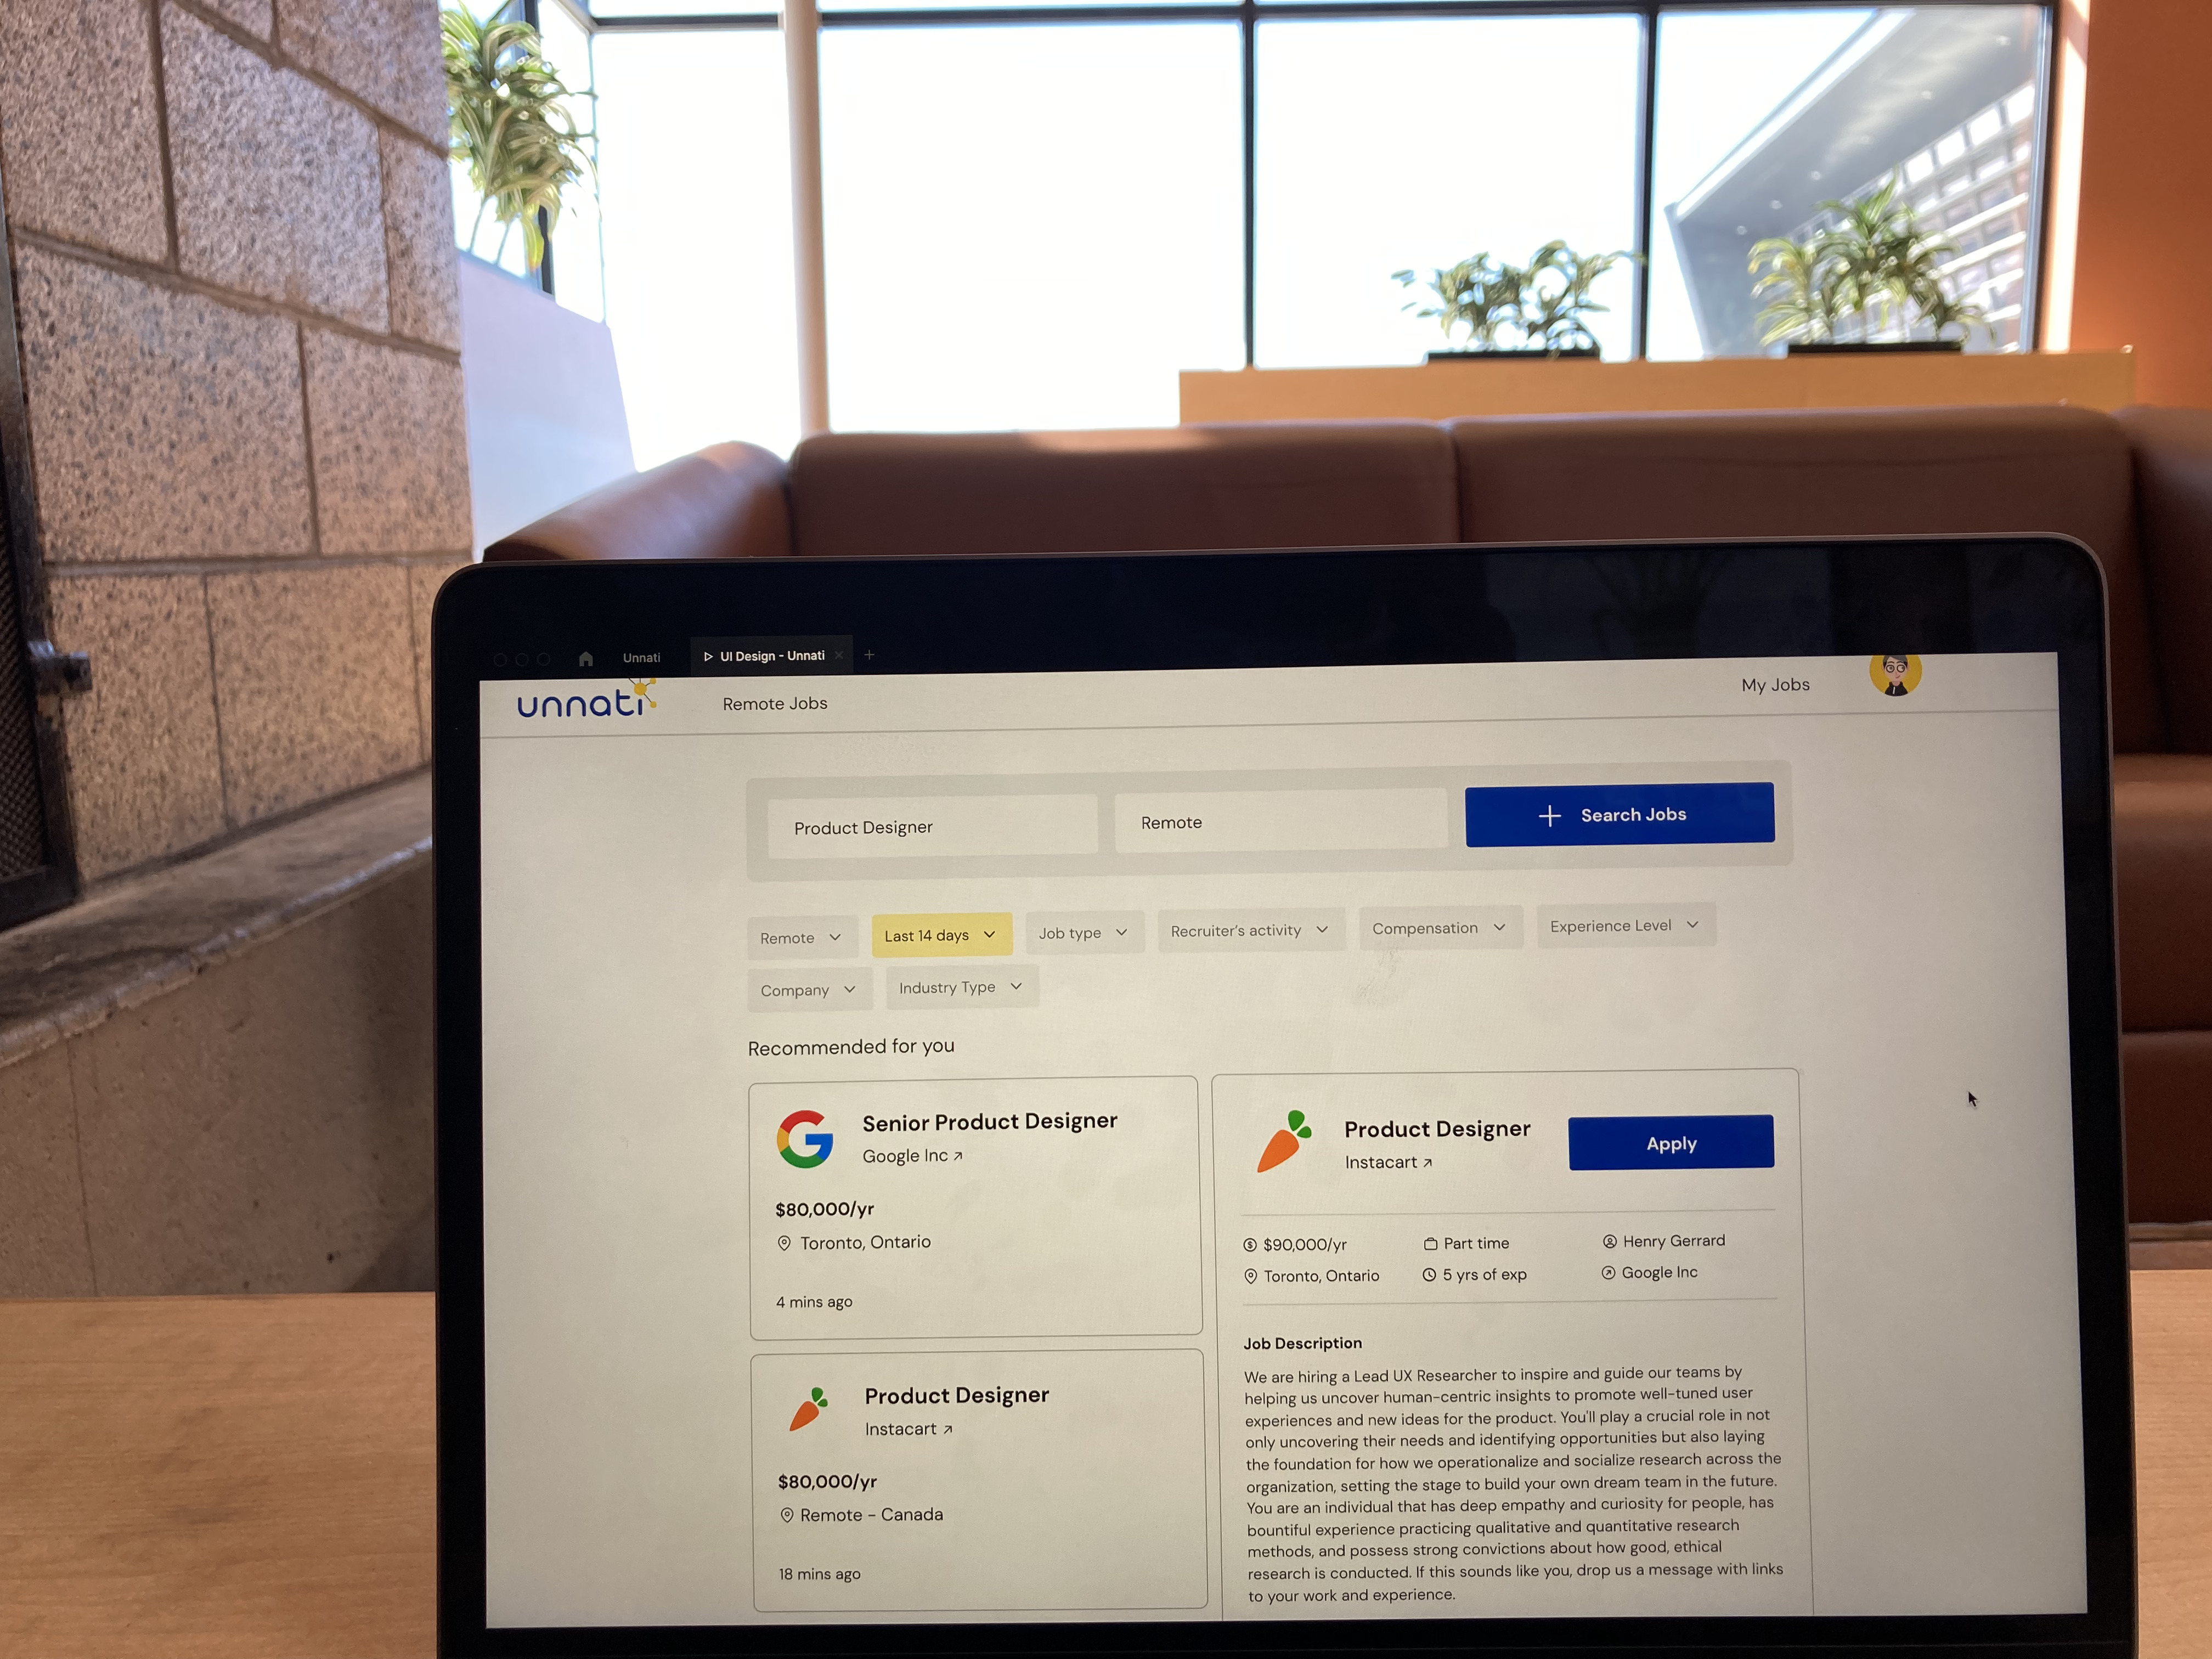 Unnati
UI Design - Unnati
unnati
Remote Jobs
My Jobs
Product Designer
Remote
Search Jobs
Remote
Last 14 days
Job type
Recruiter's activity
Compensation
Experience Level
Company
Industry Type
Recommended for you
Senior Product Designer
Google Inc
$80,000/yr
Toronto, Ontario
4 mins ago
Product Designer
Instacart
$80,000/yr
Remote - Canada
18 mins ago
Product Designer
Instacart
Apply
$90,000/yr
Part time
Henry Gerrard
Toronto, Ontario
5 yrs of exp
Google Inc
Job Description
We are hiring a Lead UX Researcher to inspire and guide our teams by
helping us uncover human-centric insights to promote well-tuned user
experiences and new ideas for the product. You'll play a crucial role in not
only uncovering their needs and identifying opportunities but also laying
the foundation for how we operationalize and socialize research across the
organization, setting the stage to build your own dream team in the future.
You are an individual that has deep empathy and curiosity for people, has
bountiful experience practicing qualitative and quantitative research
methods, and possess strong convictions about how good, ethical
research is conducted. If this sounds like you, drop us a message with links
to your work and experience.